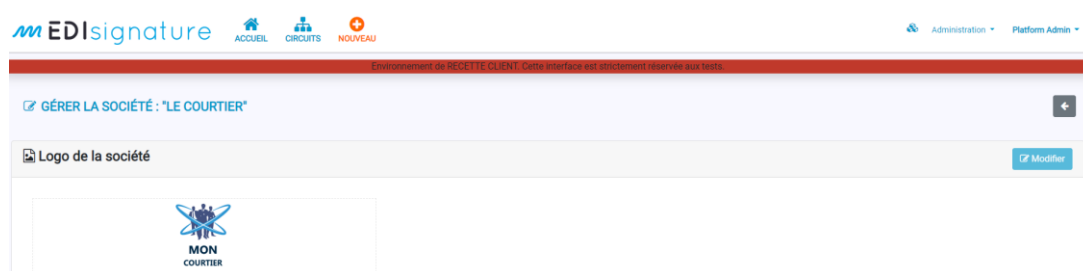 EDIsignature
ACCUEIL
CIRCUITS
NOUVEAU
Administration
Platform Admin
Environnement de RECETTE CLIENT. Cette interface est strictement réservée aux tests.
GÉRER LA SOCIÉTÉ : "LE COURTIER"
Logo de la société
Modifier
MON
COURTIER